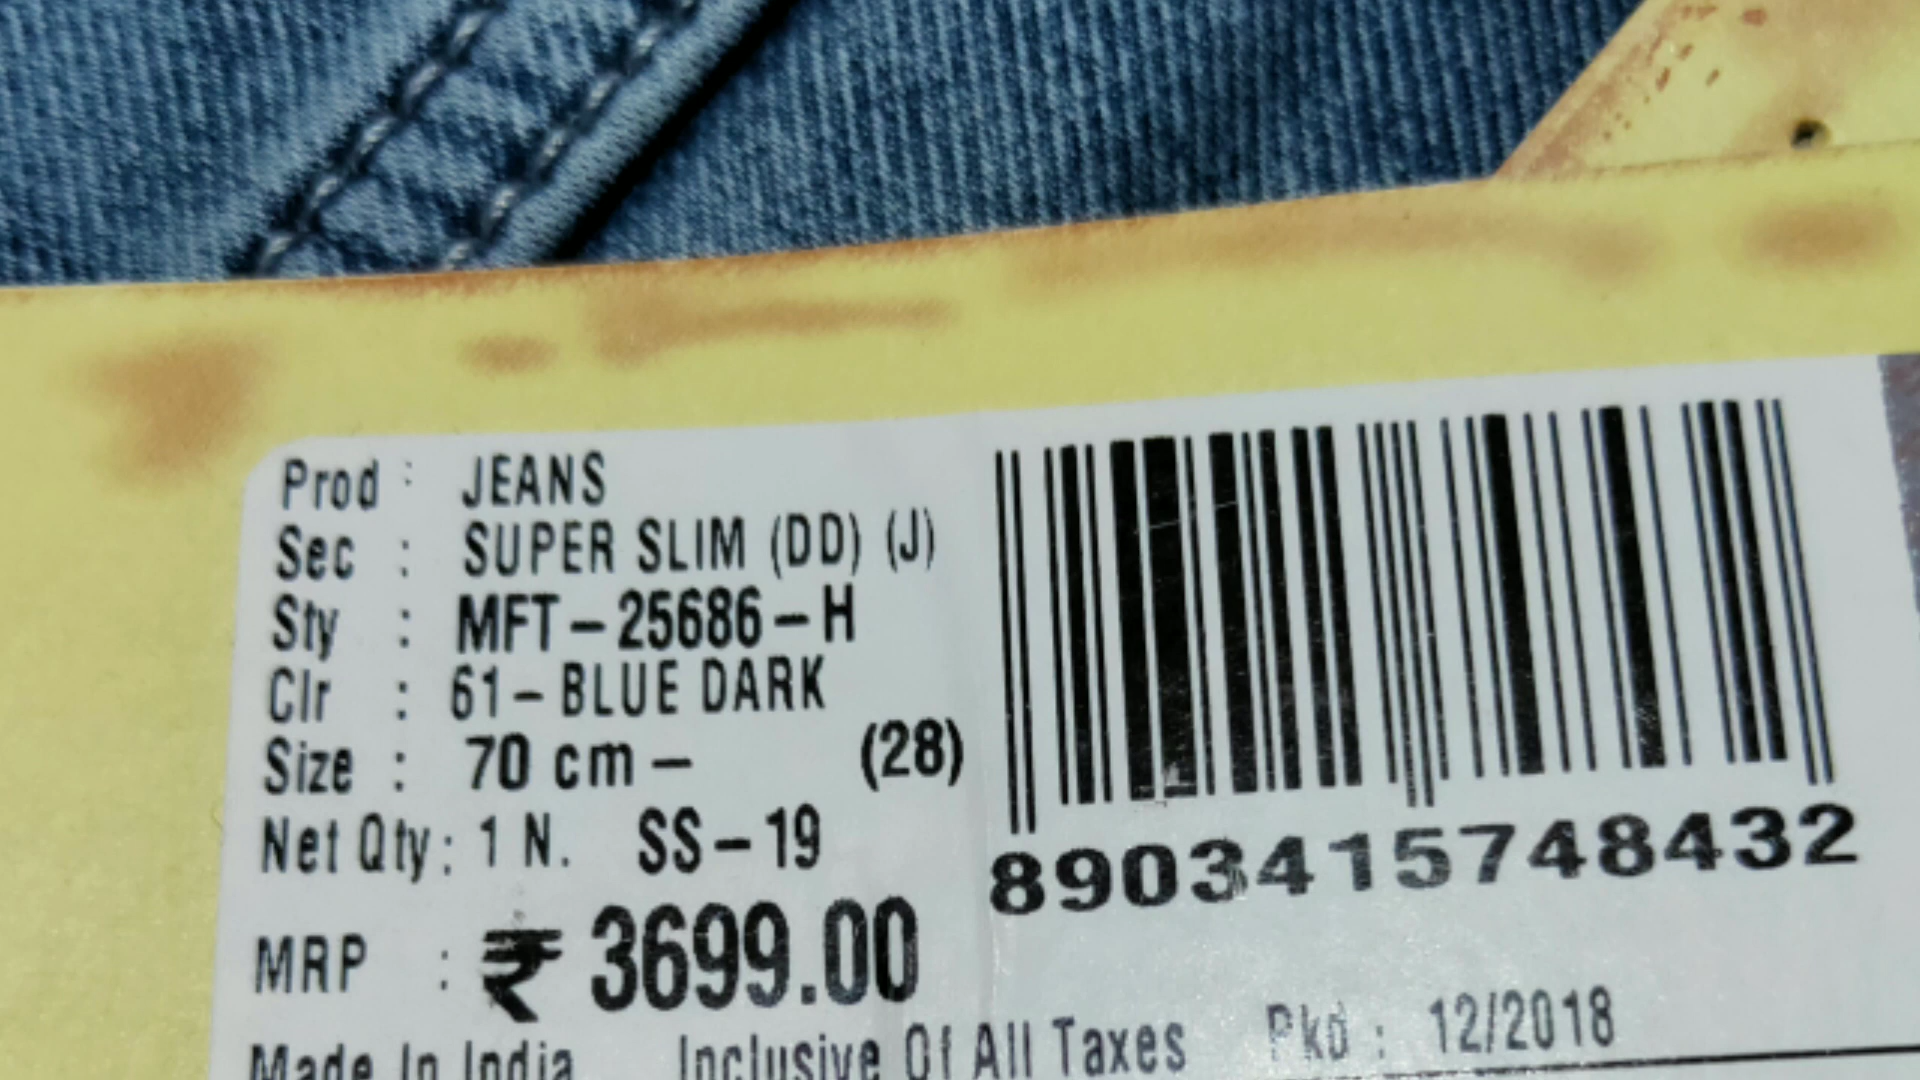 Prod : JEANS
Sec : SUPER SLIM (DD) (J)
Sty : MFT-25686-H
Clr : 61-BLUE DARK
Size : 70 cm- (28)
Net Qty: 1 N. SS-19
MRP : ₹ 3699.00
Made In India Inclusive Of All Taxes
8903415748432
Pkd : 12/2018